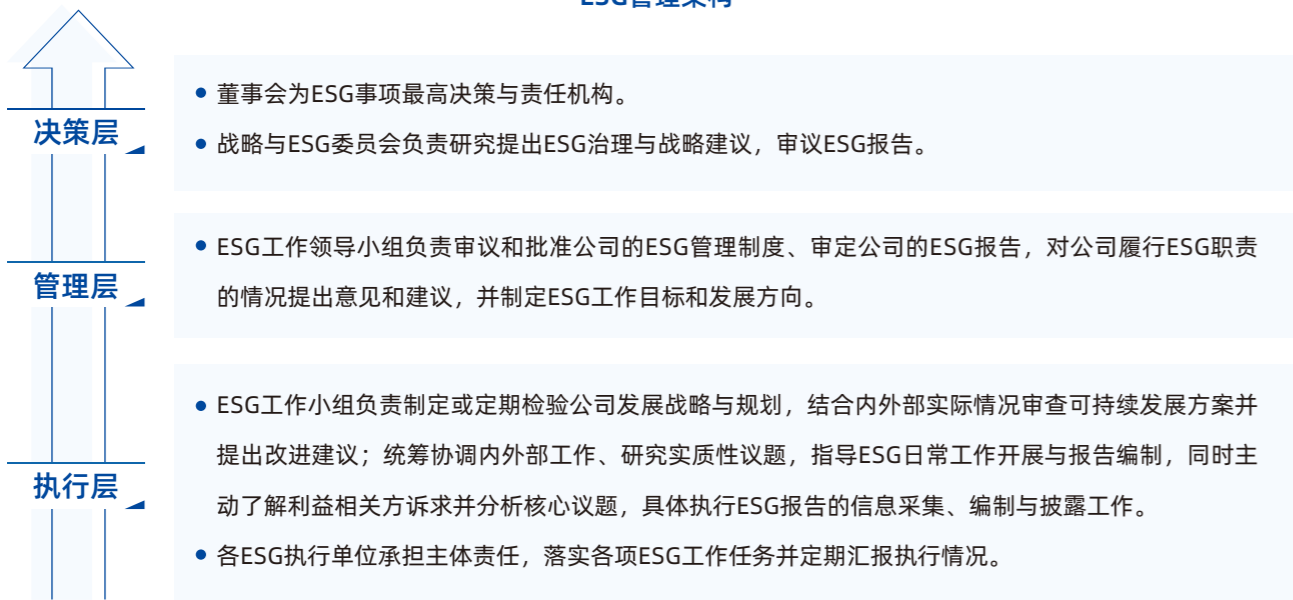 ESG管理架构
决策层
董事会为ESG事项最高决策与责任机构。
战略与ESG委员会负责研究提出ESG治理与战略建议，审议ESG报告。
管理层
ESG工作领导小组负责审议和批准公司的ESG管理制度、审定公司的ESG报告，对公司履行ESG职责
的情况提出意见和建议，并制定ESG工作目标和发展方向。
执行层
ESG工作小组负责制定或定期检验公司发展战略与规划，结合内外部实际情况审查可持续发展方案并
提出改进建议；统筹协调内外部工作、研究实质性议题，指导ESG日常工作开展与报告编制，同时主
动了解利益相关方诉求并分析核心议题，具体执行ESG报告的信息采集、编制与披露工作。
各ESG执行单位承担主体责任，落实各项ESG工作任务并定期汇报执行情况。